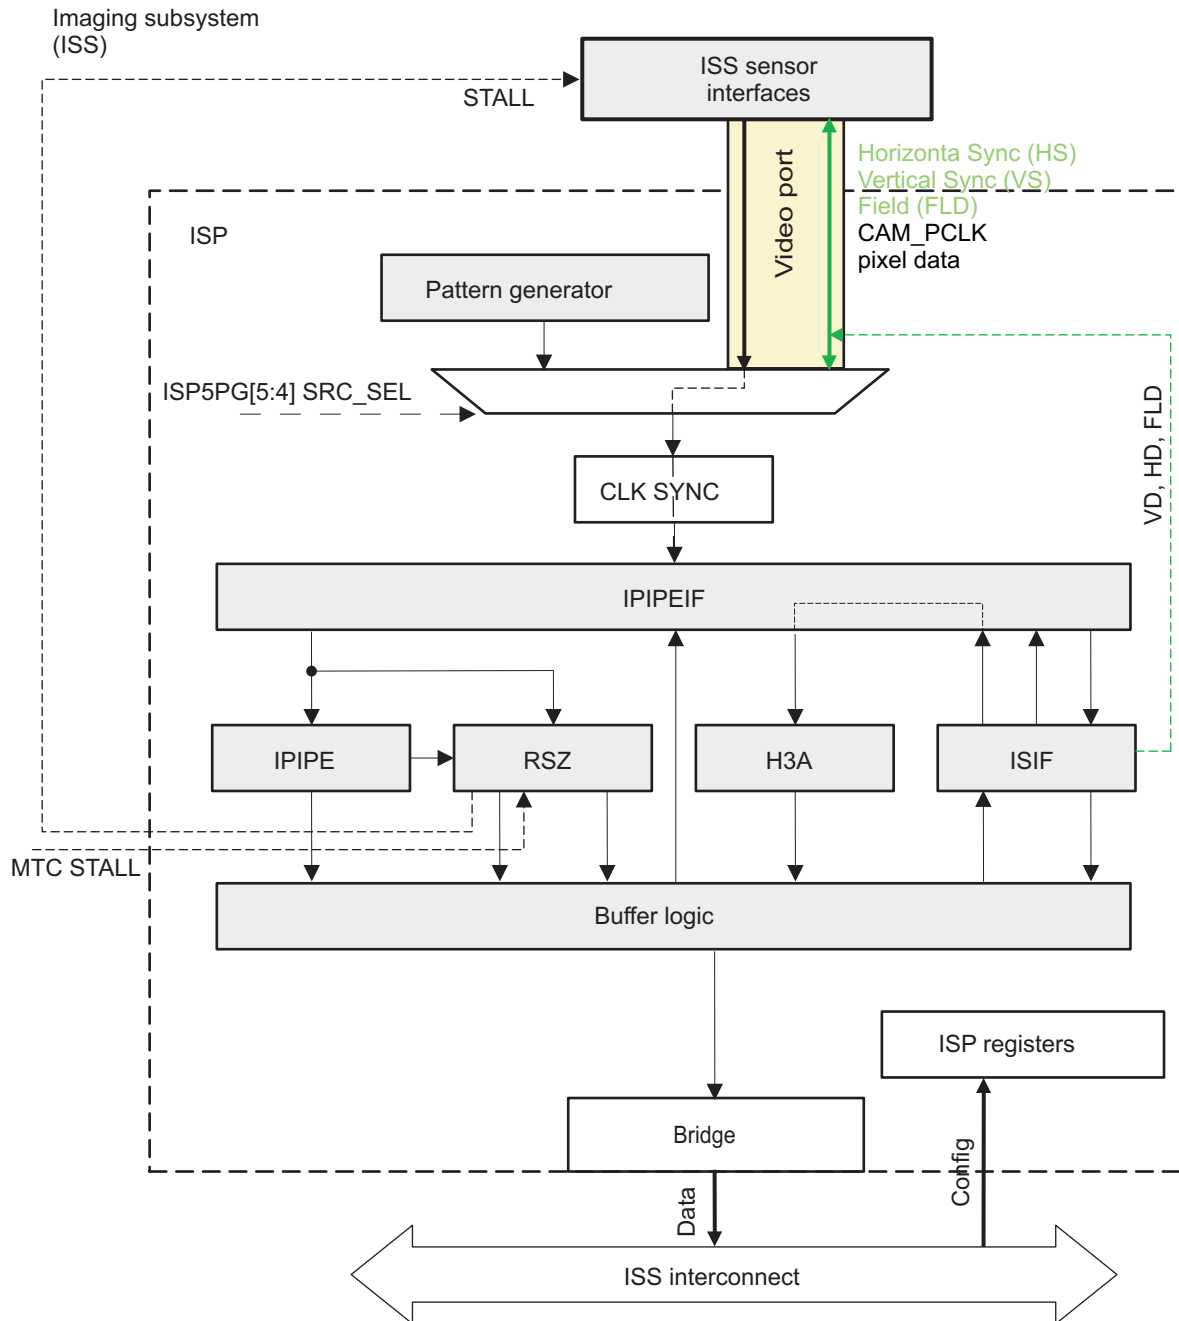 Imaging subsystem
(ISS)
ISS sensor
interfaces
STALL
Video port
Horizonta Sync (HS)
Vertical Sync (VS)
Field (FLD)
CAM_PCLK
pixel data
ISP
Pattern generator
ISP5PG[5:4] SRC_SEL
VD, HD, FLD
CLK SYNC
IPIPEIF
IPIPE
RSZ
H3A
ISIF
MTC STALL
Buffer logic
ISP registers
Bridge
Config
Data
ISS interconnect